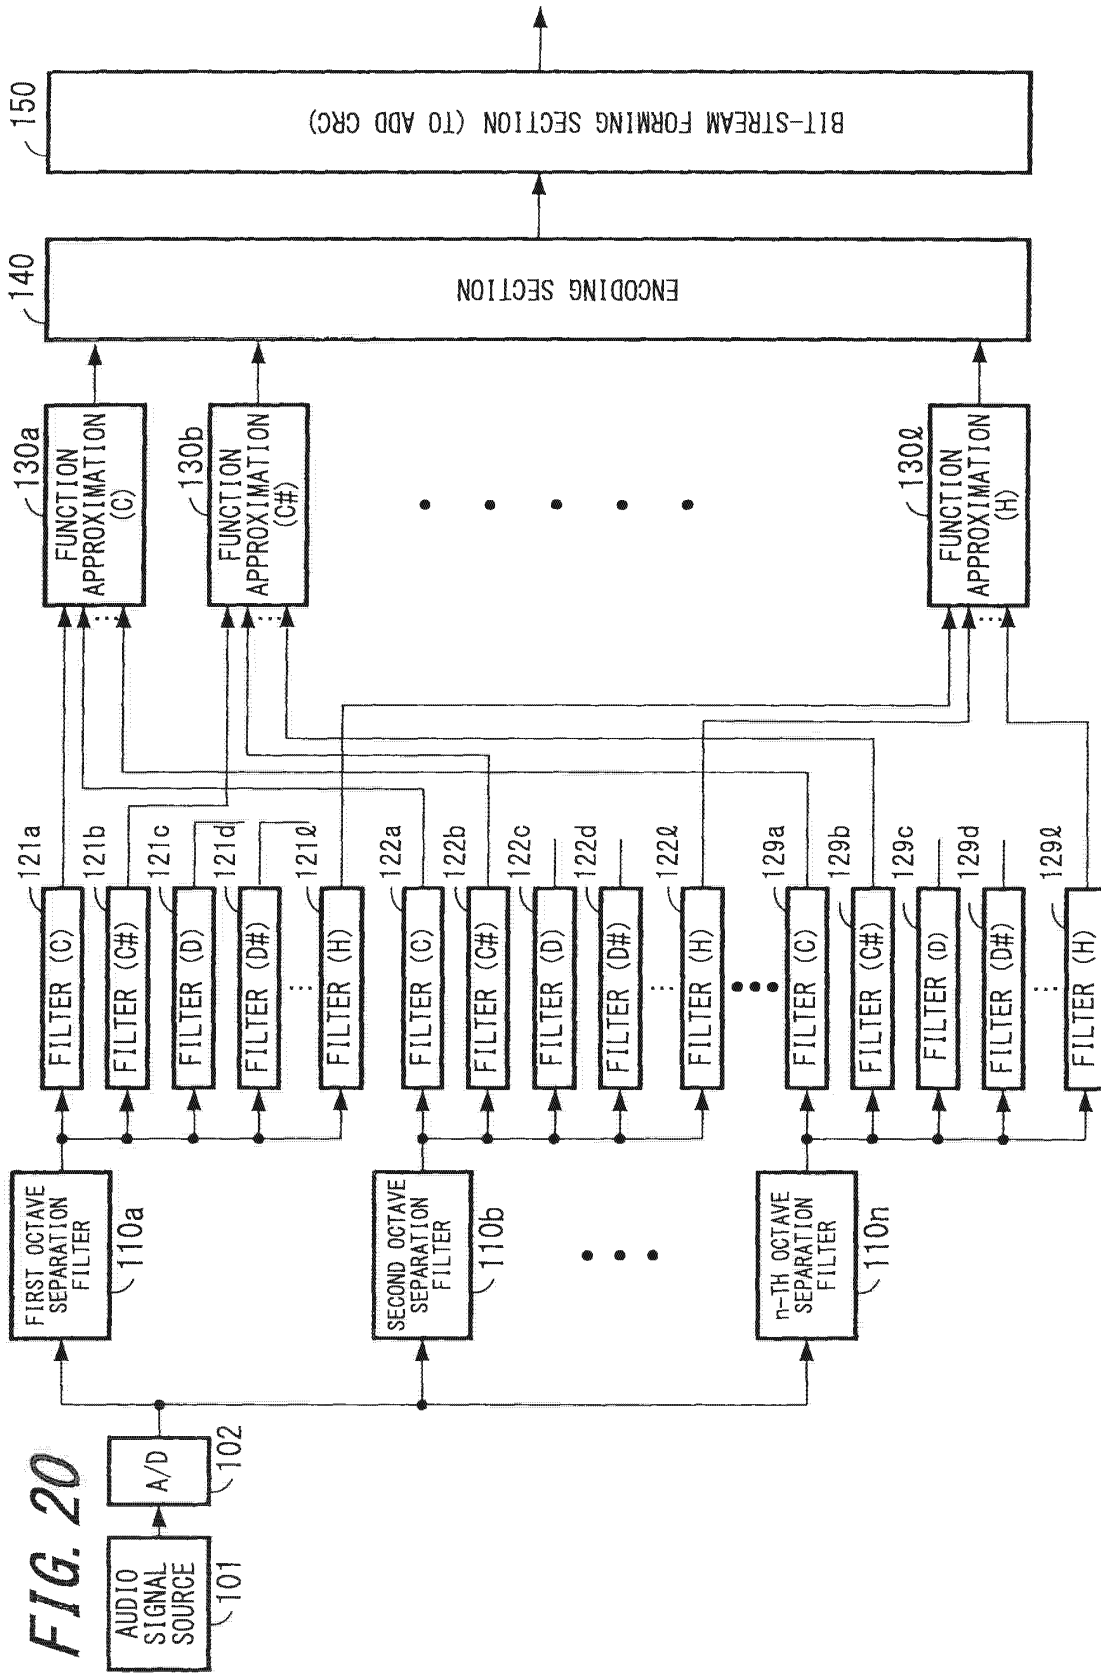 FIG. 20
AUDIO
SIGNAL
SOURCE
101
A/D
102
FIRST OCTAVE
SEPARATION
FILTER
110a
SECOND OCTAVE
SEPARATION
FILTER
110b
n-TH OCTAVE
SEPARATION
FILTER
110n
FILTER (C)
121a
FILTER (C#)
121b
FILTER (D)
121c
FILTER (D#)
121d
FILTER (H)
121ℓ
FILTER (C)
122a
FILTER (C#)
122b
FILTER (D)
122c
FILTER (D#)
122d
FILTER (H)
122ℓ
FILTER (C)
129a
FILTER (C#)
129b
FILTER (D)
129c
FILTER (D#)
129d
FILTER (H)
129ℓ
FUNCTION
APPROXIMATION
(C)
130a
FUNCTION
APPROXIMATION
(C#)
130b
FUNCTION
APPROXIMATION
(H)
130ℓ
ENCODING SECTION
140
BIT-STREAM FORMING SECTION (TO ADD CRC)
150